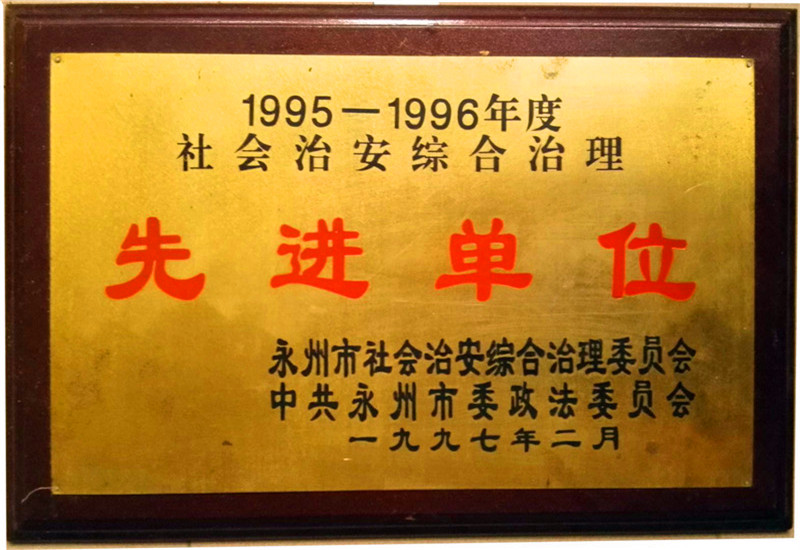 1995—1996年度
社会治安综合治理
先进单位
永州市社会治安综合治理委员会
中共永州市委政法委员会
一九九七年二月